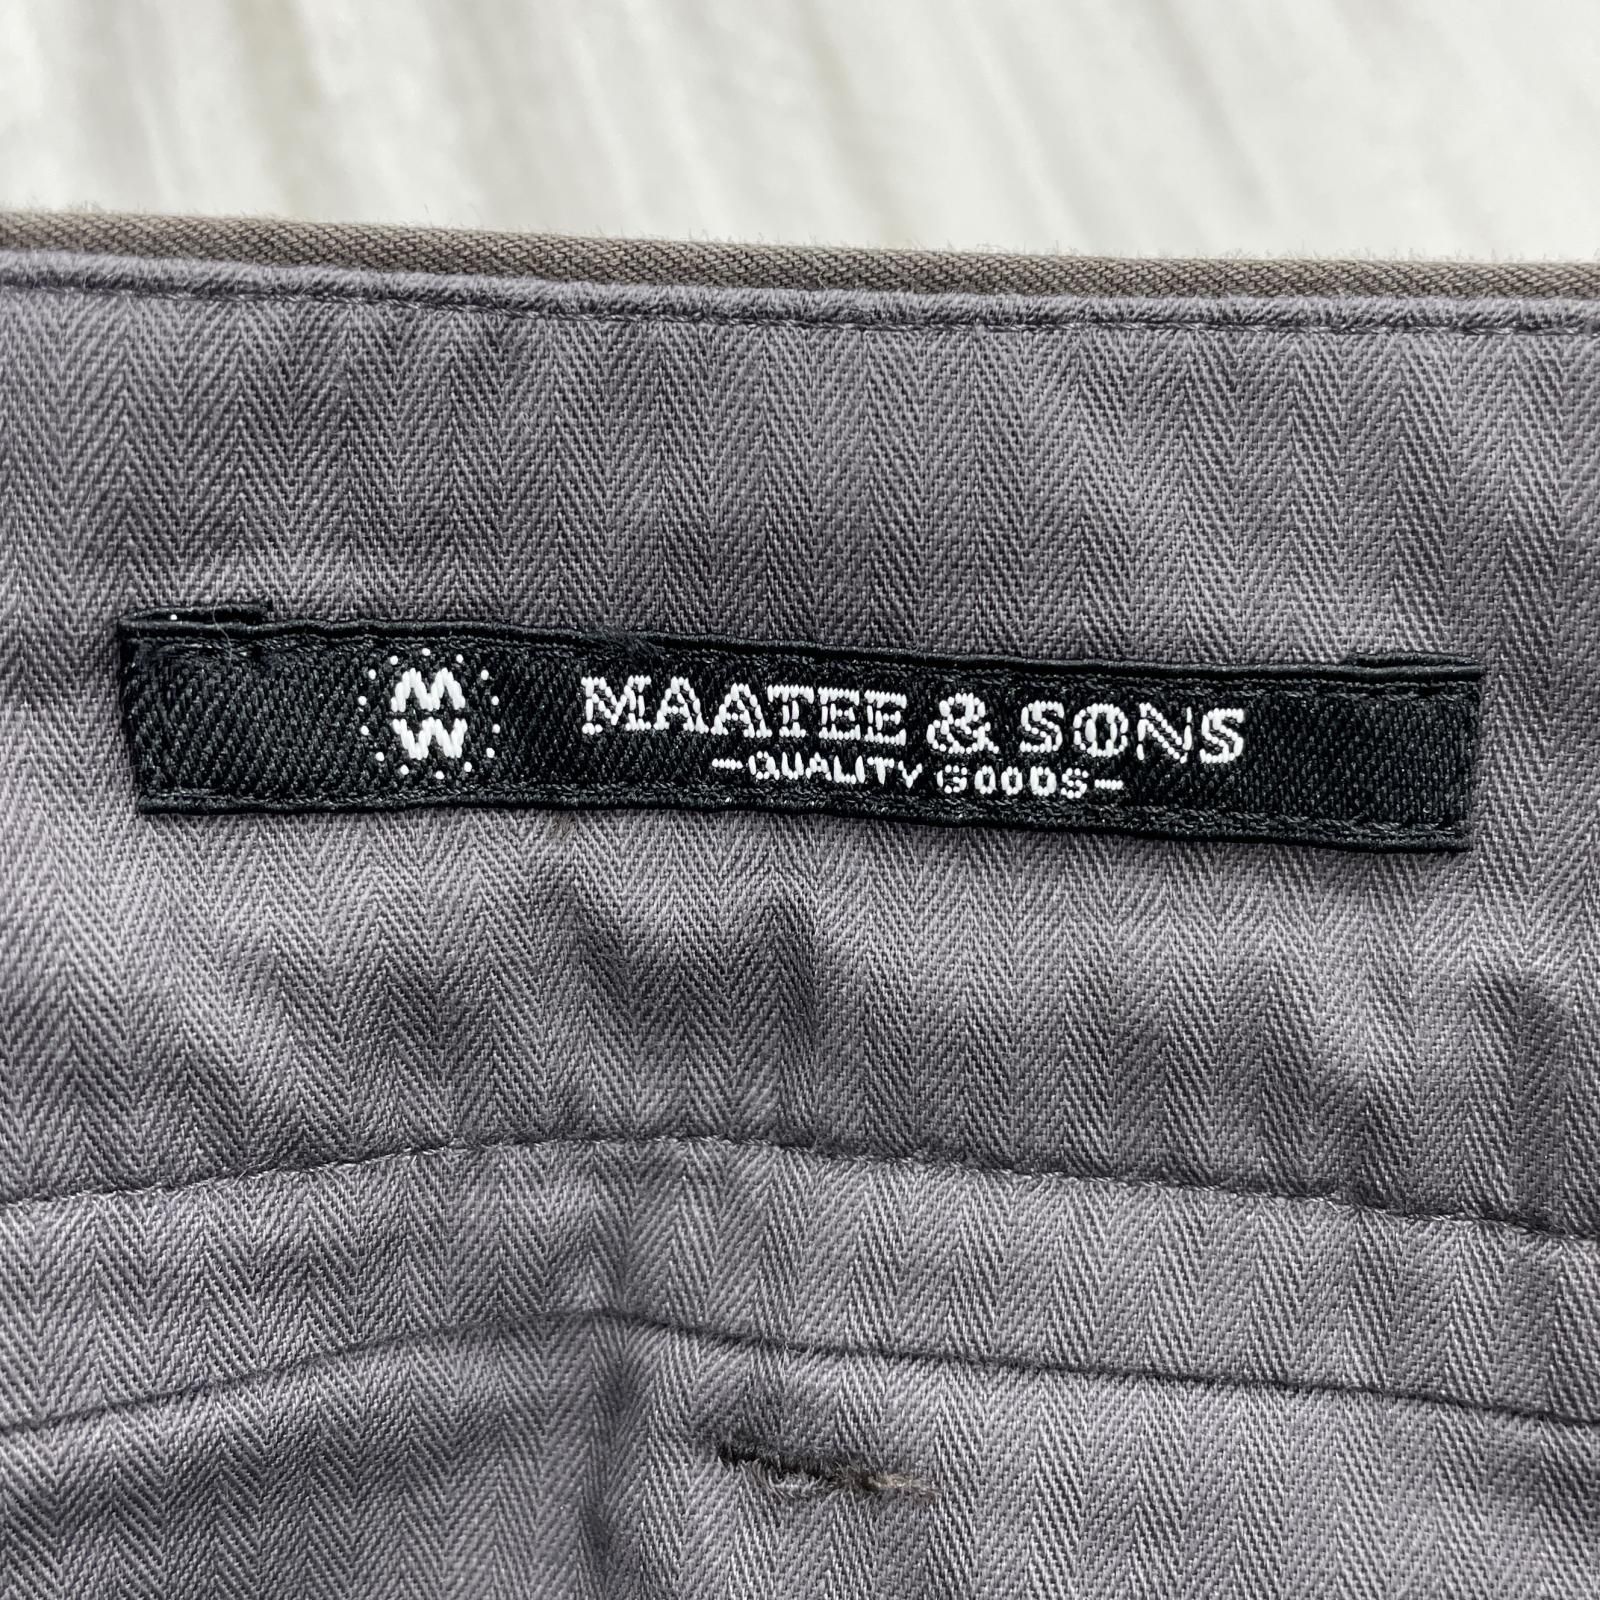 M
W
MAATEE & SONS
-QUALITY GOODS-